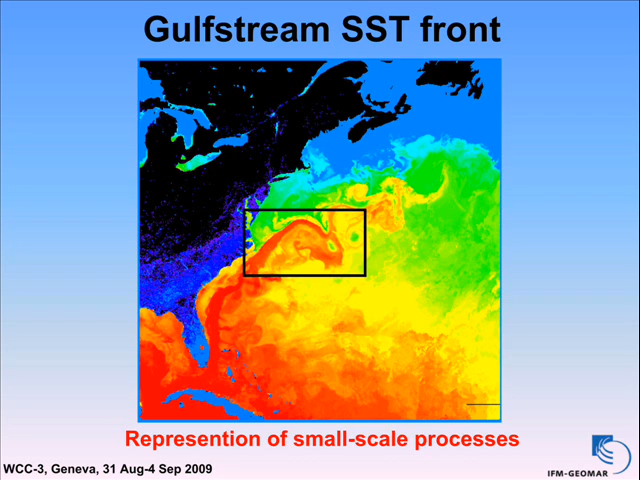 Gulfstream SST front
Represention of small-scale processes
WCC-3, Geneva, 31 Aug-4 Sep 2009
IFM-GEOMAR